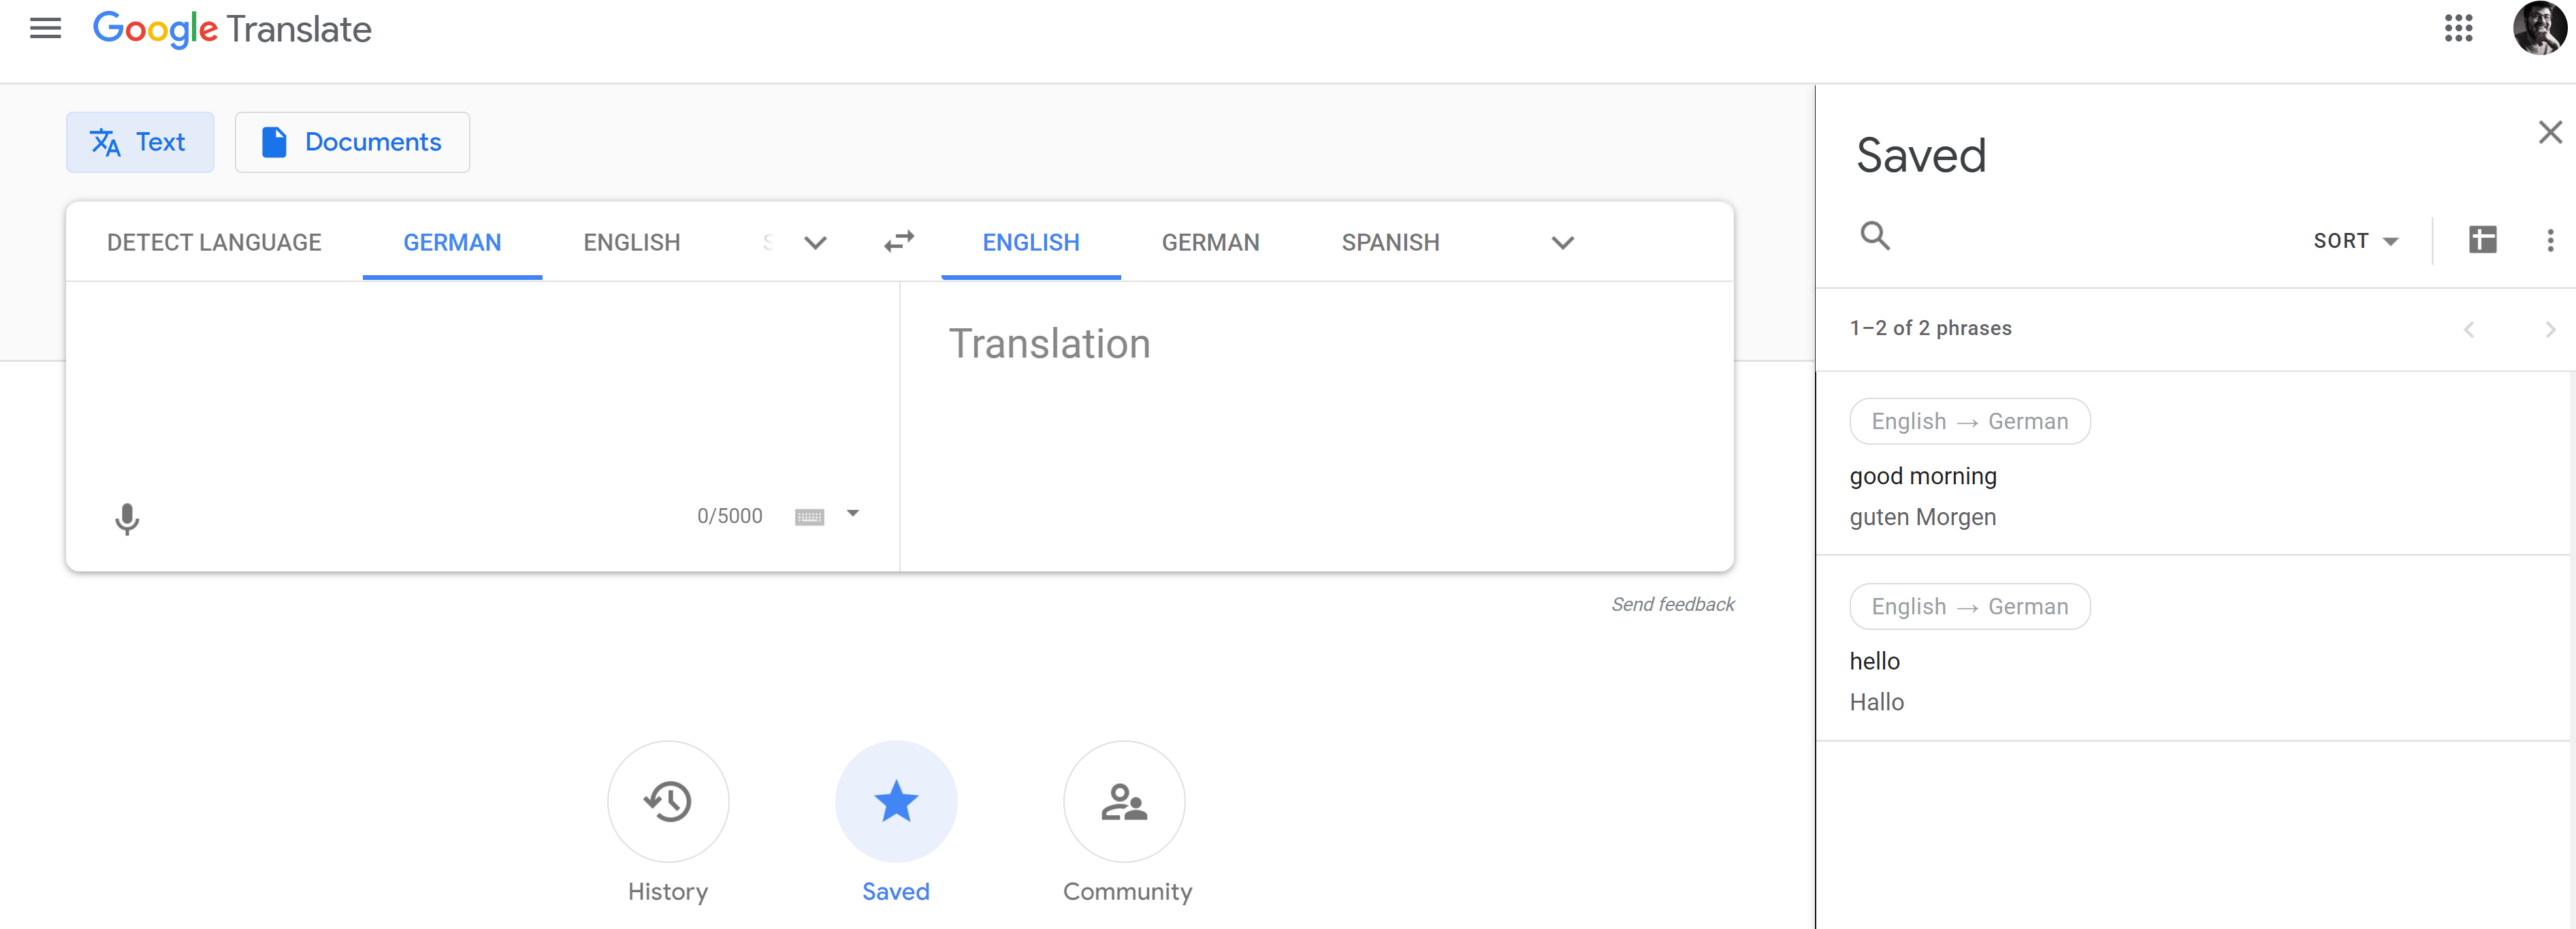 Google Translate
Text
Documents
DETECT LANGUAGE
GERMAN
ENGLISH
ENGLISH
GERMAN
SPANISH
Translation
0/5000
Send feedback
History
Saved
Community
Saved
SORT
1–2 of 2 phrases
English → German
good morning
guten Morgen
English → German
hello
Hallo